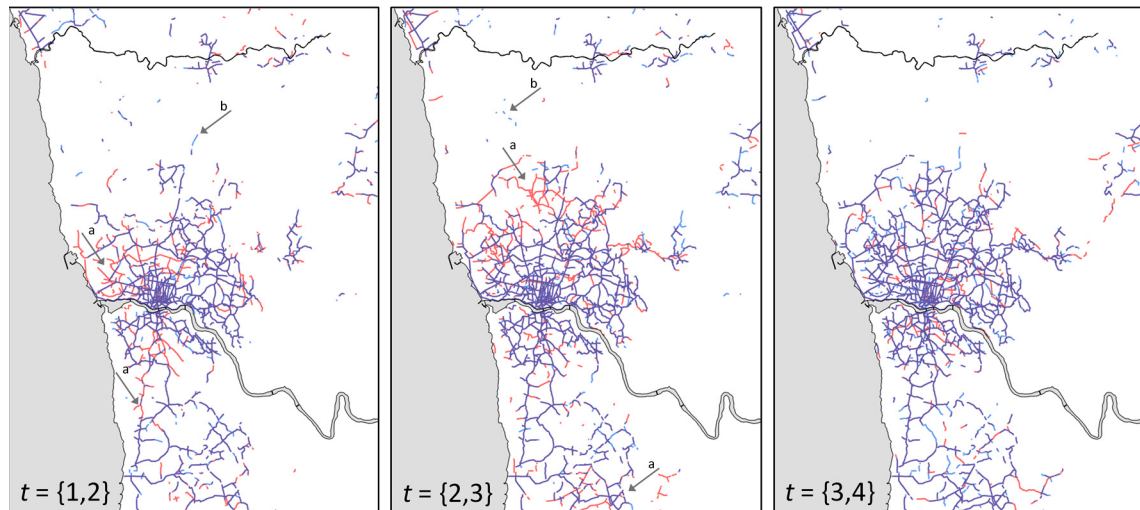 b
a
a
t = {1,2}
b
a
a
t = {2,3}
t = {3,4}